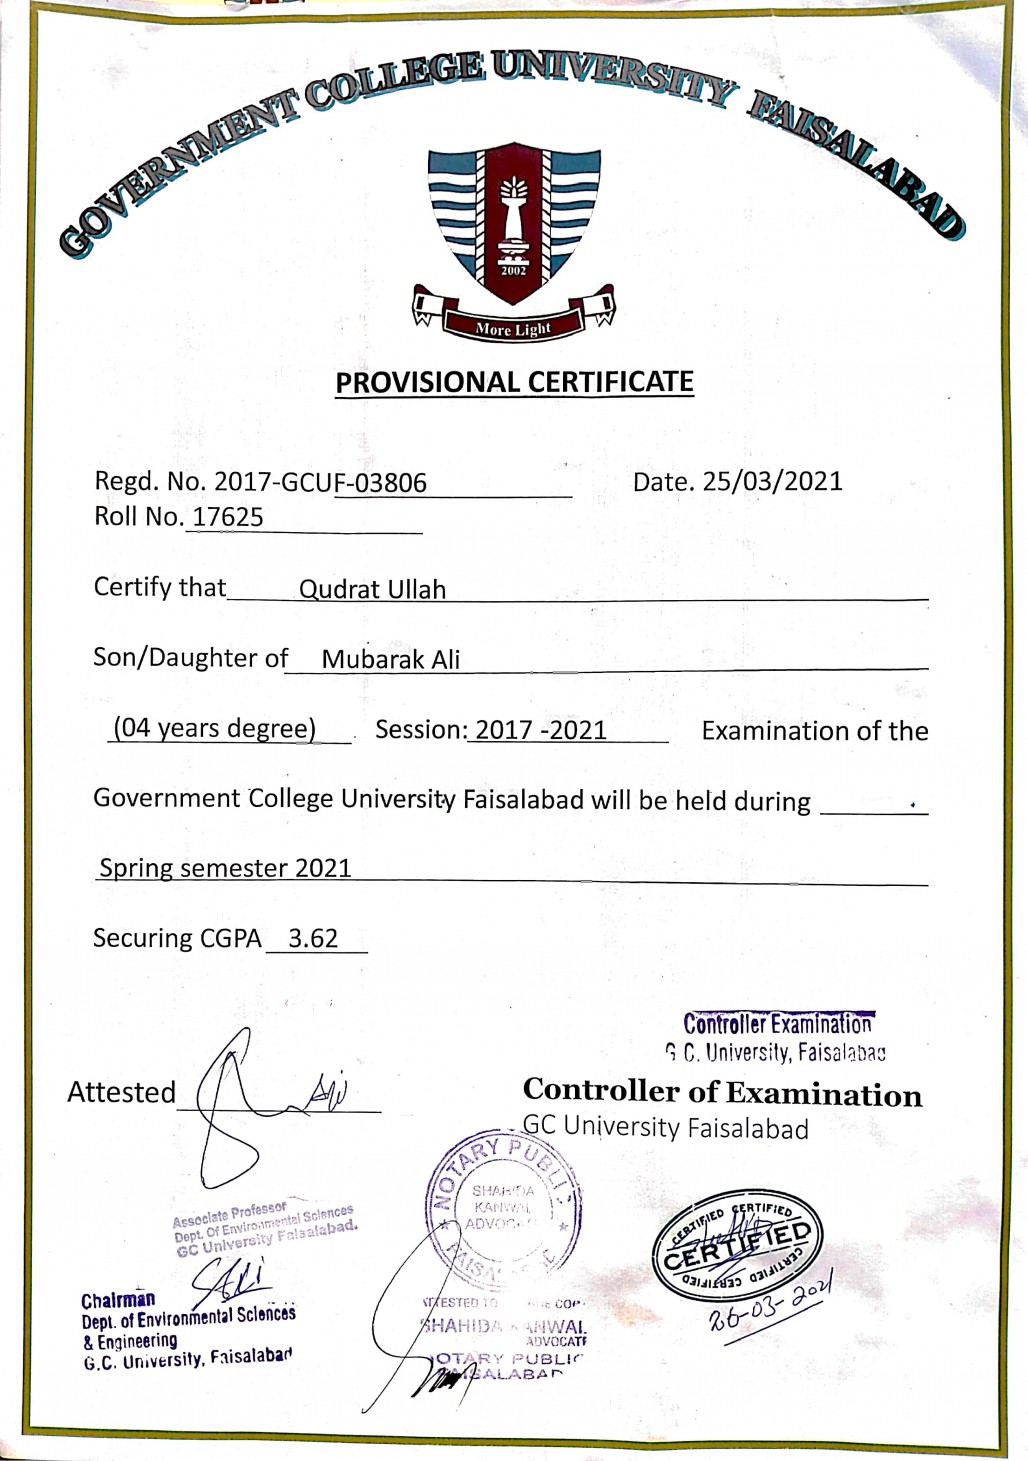 GOVERNMENT COLLEGE UNIVERSITY FAISALABAD
2002
More Light
PROVISIONAL CERTIFICATE
Regd. No. 2017-GCUF-03806 Date. 25/03/2021
Roll No. 17625
Certify that Qudrat Ullah
Son/Daughter of Mubarak Ali
(04 years degree) Session: 2017 -2021 Examination of the
Government College University Faisalabad will be held during
Spring semester 2021
Securing CGPA 3.62
Controller Examination
G C. University, Faisalabad
Attested
Controller of Examination
GC University Faisalabad
NOTARY PUBLIC
SHAHIDA
KANWAL
ADVOCATE
FAISALABAD
Associate Professor
Dept. Of Environmental Sciences
GC University Faisalabad.
CERTIFIED CERTIFIED
CERTIFIED
CERTIFIED CERTIFIED
26-03-2021
Chairman
Dept. of Environmental Sciences
& Engineering
G.C. University, Faisalabad
ATTESTED TO COP
SHAHIDA KANWAL
ADVOCATE
NOTARY PUBLIC
FAISALABAD